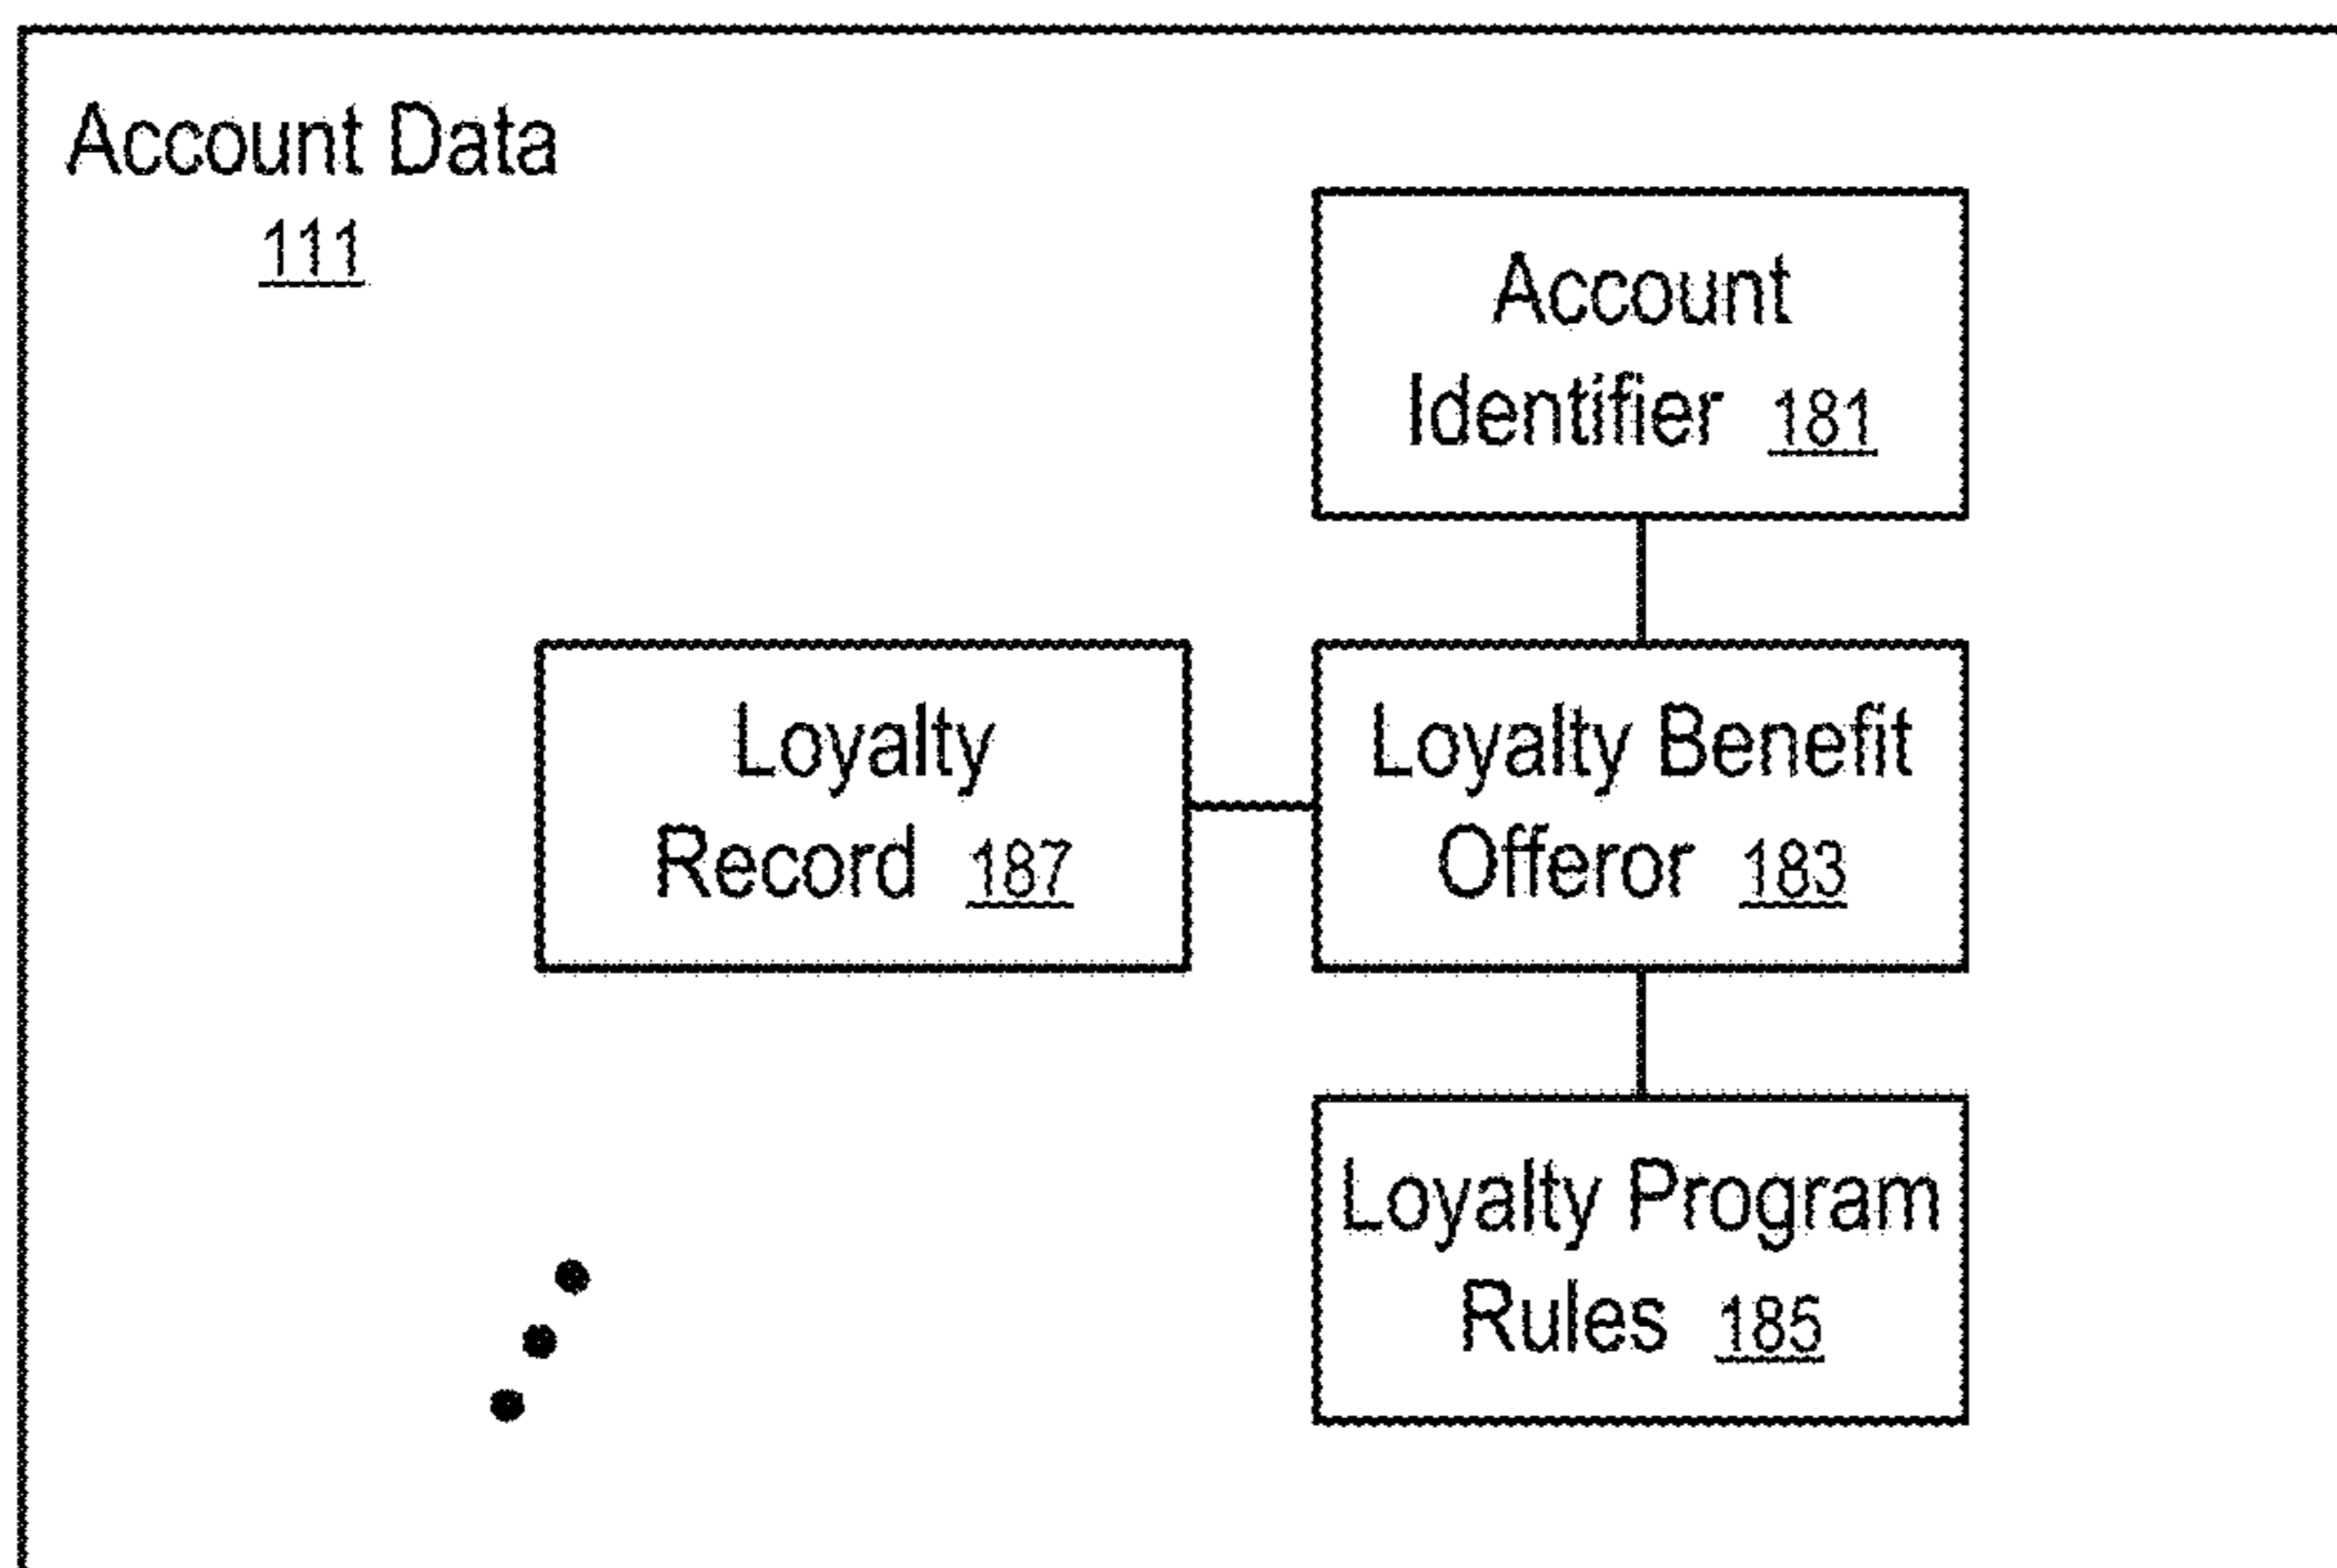 Account Data
111
Account
Identifier 181
Loyalty
Record 187
Loyalty Benefit
Offeror 183
Loyalty Program
Rules 185